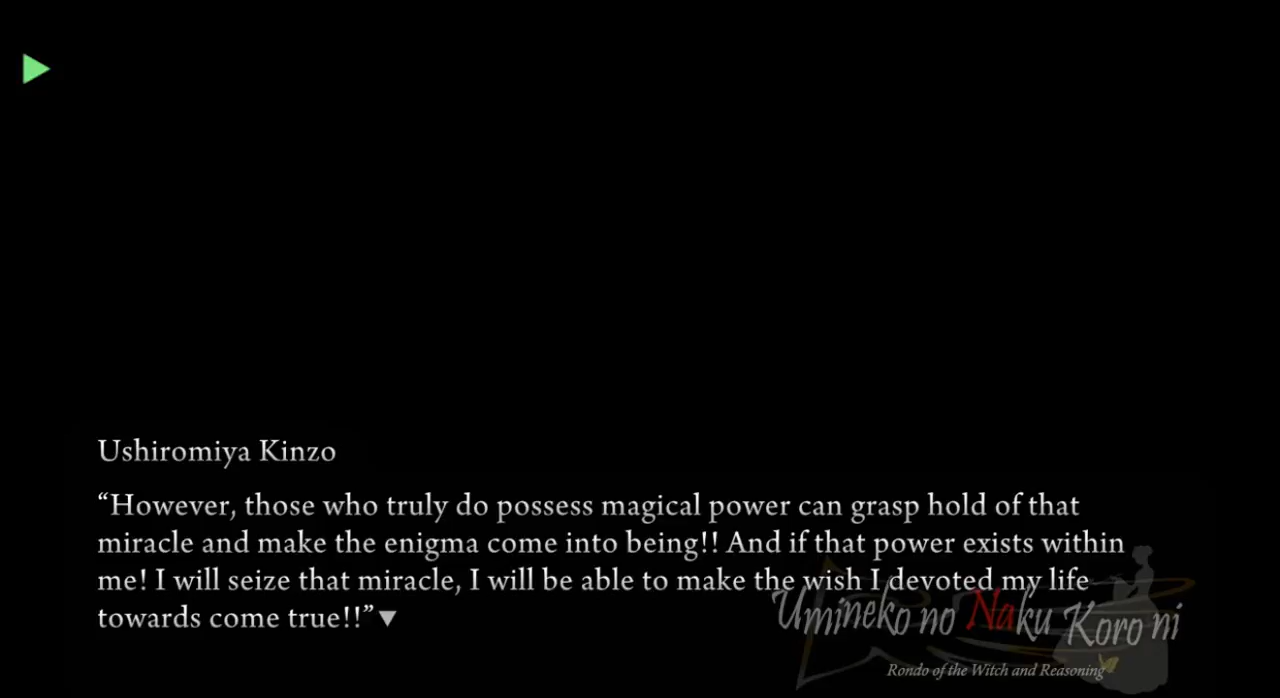 Ushiromiya Kinzo
“However, those who truly do possess magical power can grasp hold of that
miracle and make the enigma come into being!! And if that power exists within
me! I will seize that miracle, I will be able to make the wish I devoted my life
towards come true!!”
Umineko no Naku Koro ni
Rondo of the Witch and Reasoning